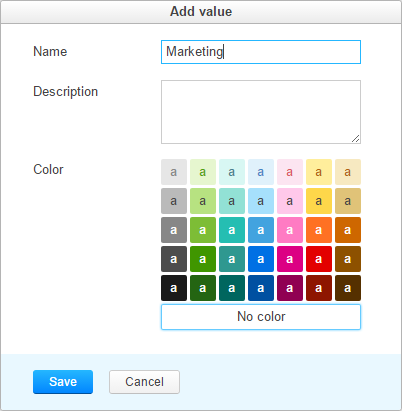 Add value
Name Marketing
Description
Color a a a a a a a
a a a a a a a
a a a a a a a
a a a a a a a
a a a a a a a
No color
Save Cancel